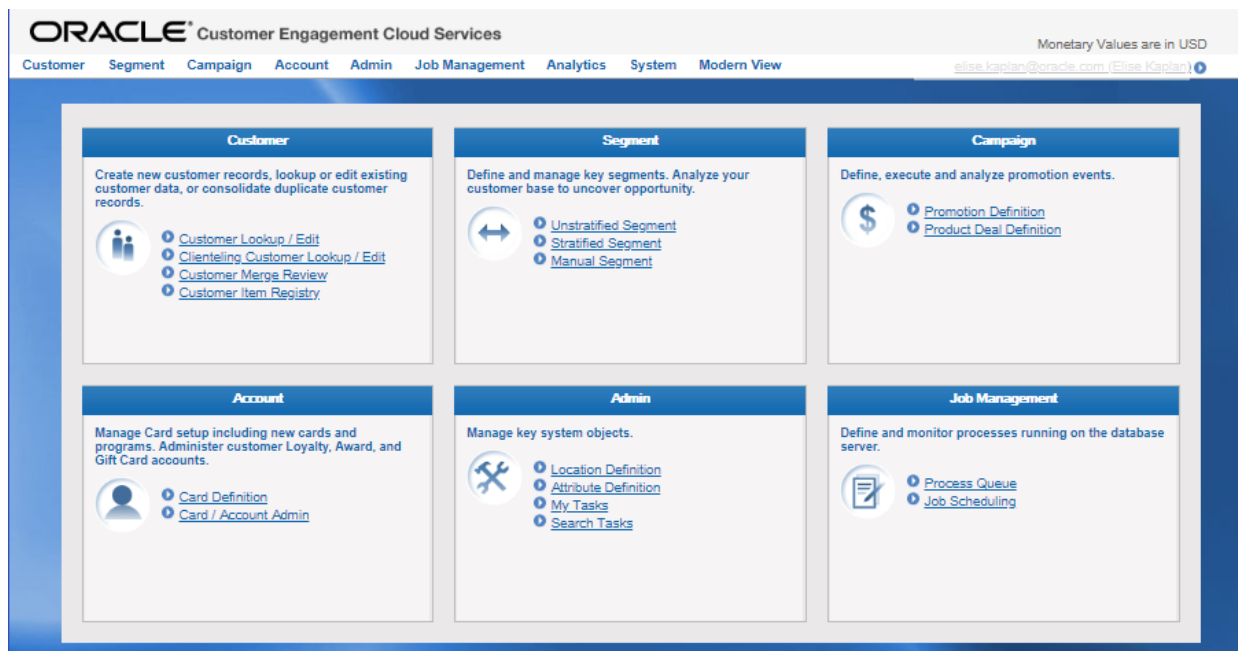 ORACLE® Customer Engagement Cloud Services
Monetary Values are in USD
Customer Segment Campaign Account Admin Job Management Analytics System Modern View
elise.kaplan@oracle.com (Elise Kaplan)
Customer
Create new customer records, lookup or edit existing
customer data, or consolidate duplicate customer
records.
Customer Lookup / Edit
Clienteling Customer Lookup / Edit
Customer Merge Review
Customer Item Registry
Segment
Define and manage key segments. Analyze your
customer base to uncover opportunity.
Unstratified Segment
Stratified Segment
Manual Segment
Campaign
Define, execute and analyze promotion events.
$
Promotion Definition
Product Deal Definition
Account
Manage Card setup including new cards and
programs. Administer customer Loyalty, Award, and
Gift Card accounts.
Card Definition
Card / Account Admin
Admin
Manage key system objects.
Location Definition
Attribute Definition
My Tasks
Search Tasks
Job Management
Define and monitor processes running on the database
server.
Process Queue
Job Scheduling